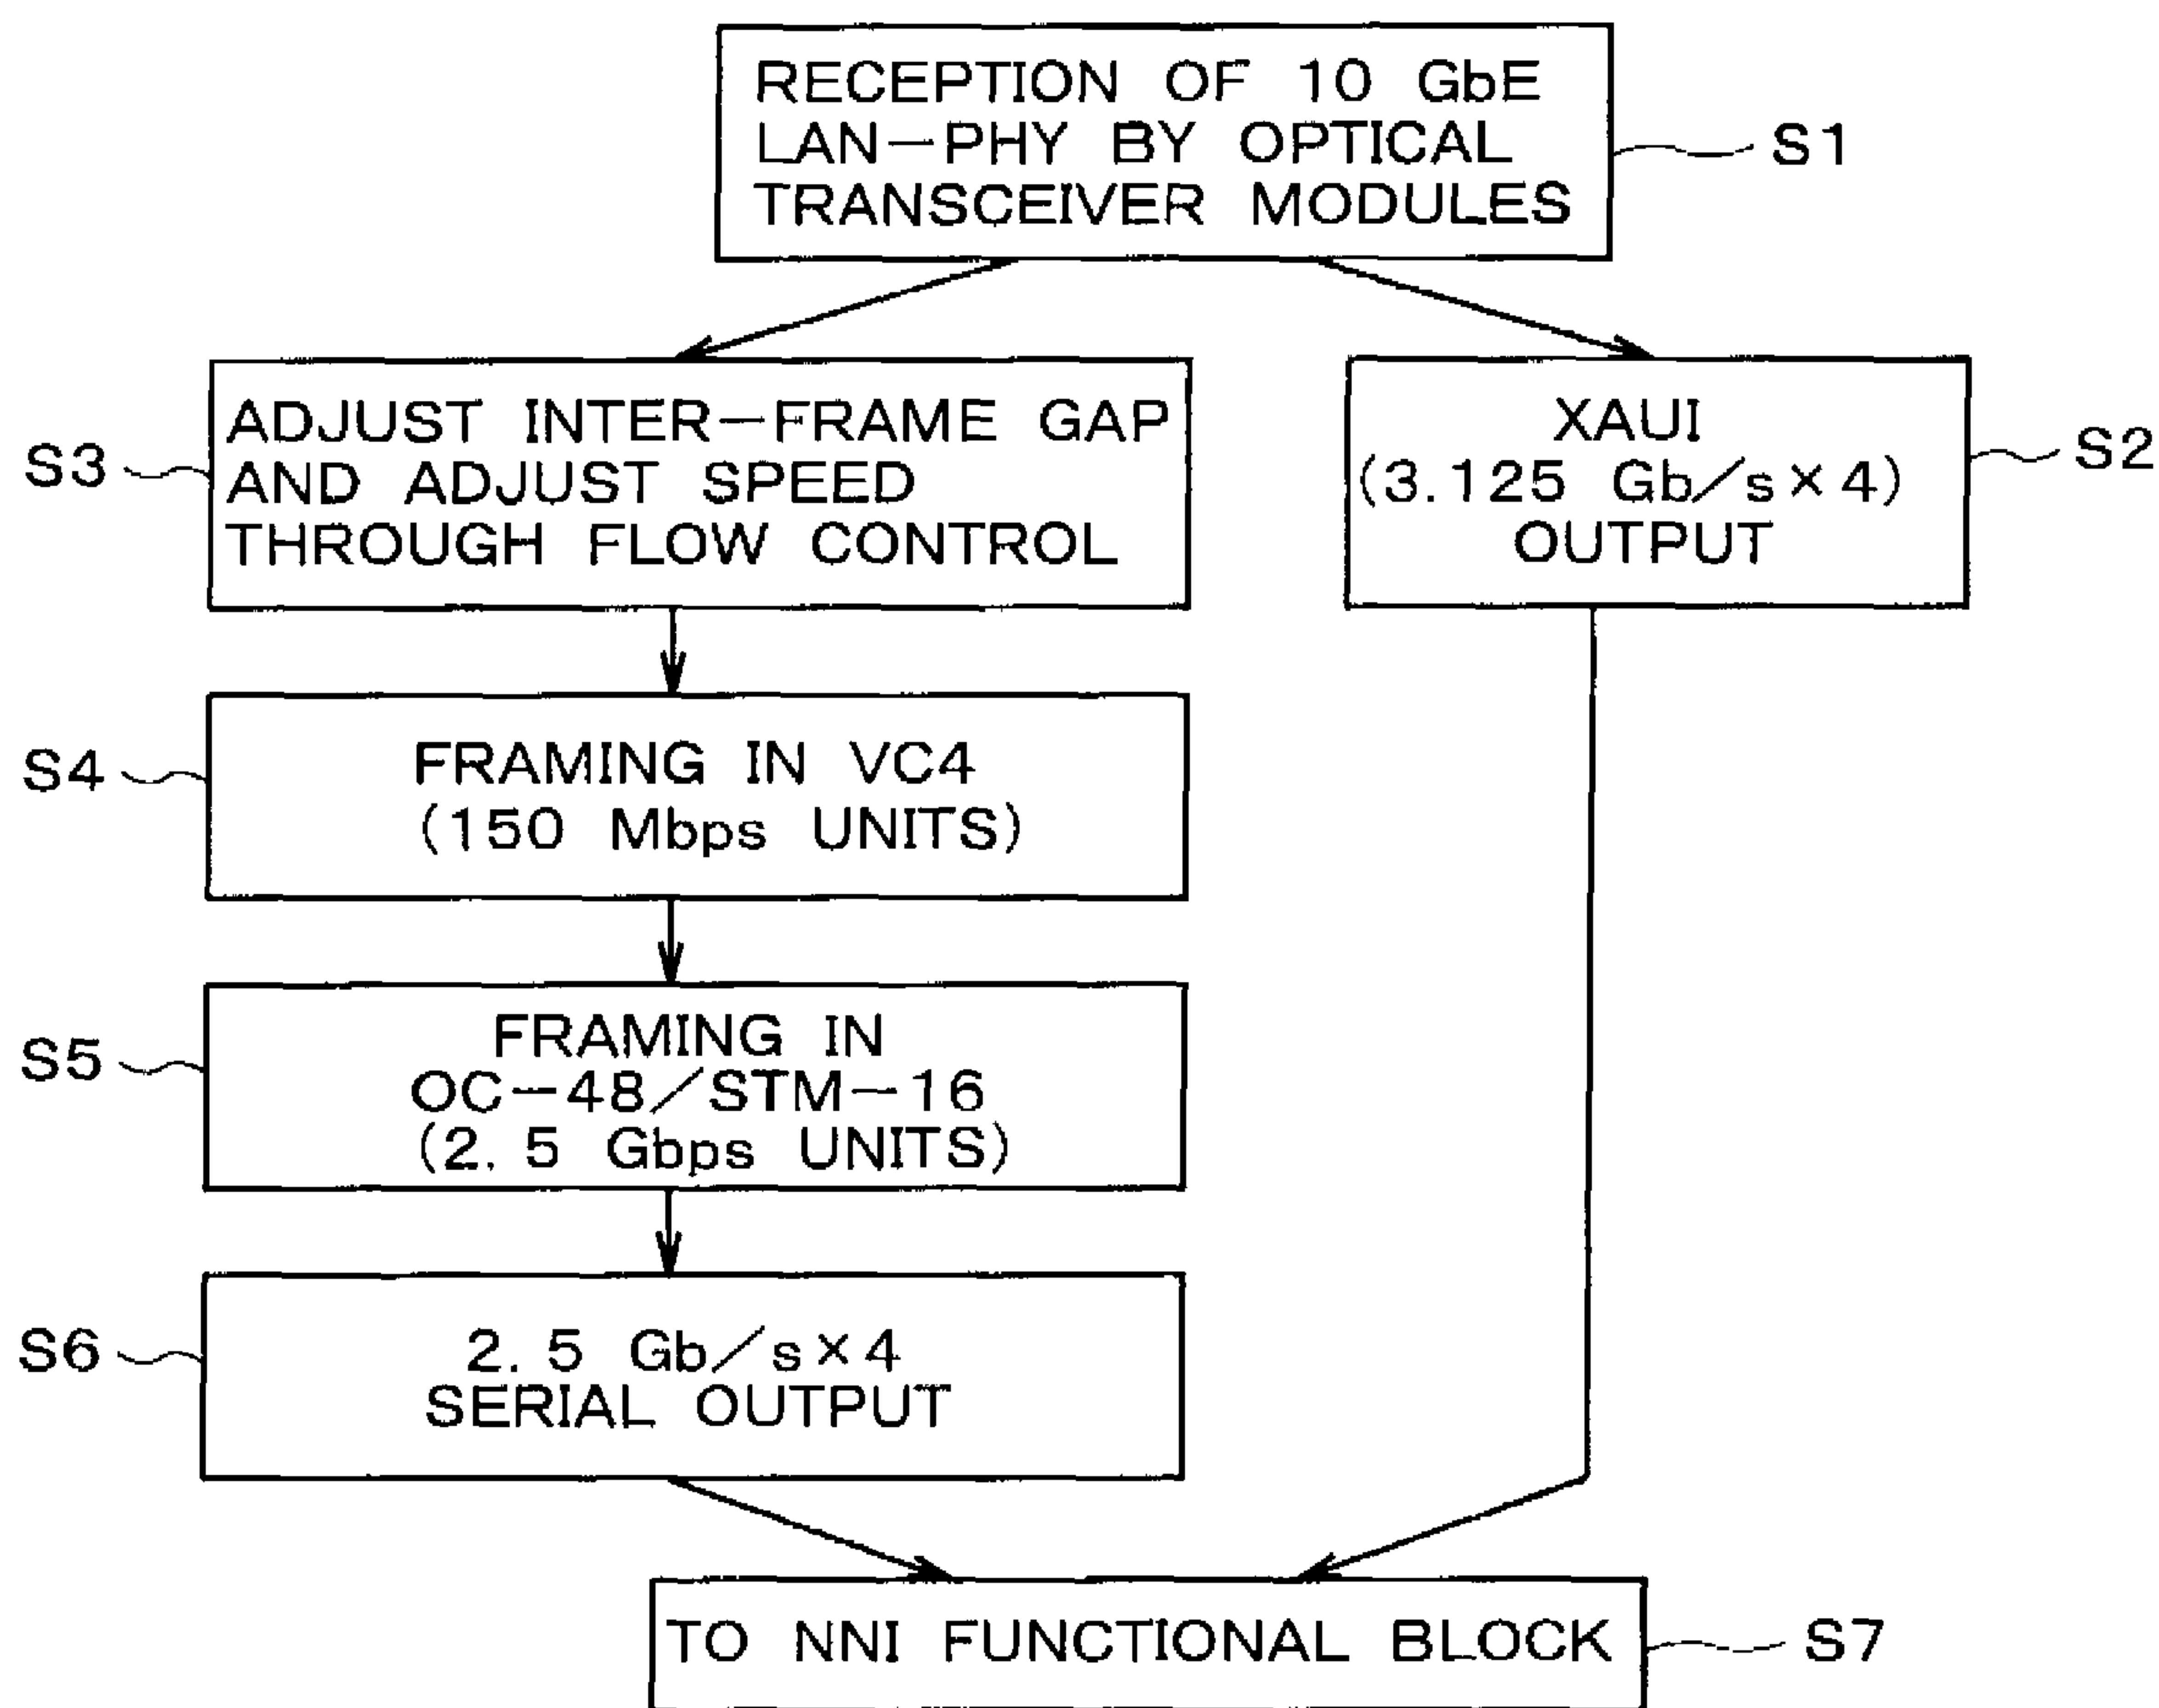 RECEPTION OF 10 GbE
LAN-PHY BY OPTICAL
TRANSCEIVER MODULES
S1
S3
ADJUST INTER-FRAME GAP
AND ADJUST SPEED
THROUGH FLOW CONTROL
XAUI
(3.125 Gb/s×4)
OUTPUT
S2
S4
FRAMING IN VC4
(150 Mbps UNITS)
S5
FRAMING IN
OC-48/STM-16
(2.5 Gbps UNITS)
S6
2.5 Gb/s×4
SERIAL OUTPUT
TO NNI FUNCTIONAL BLOCK
S7